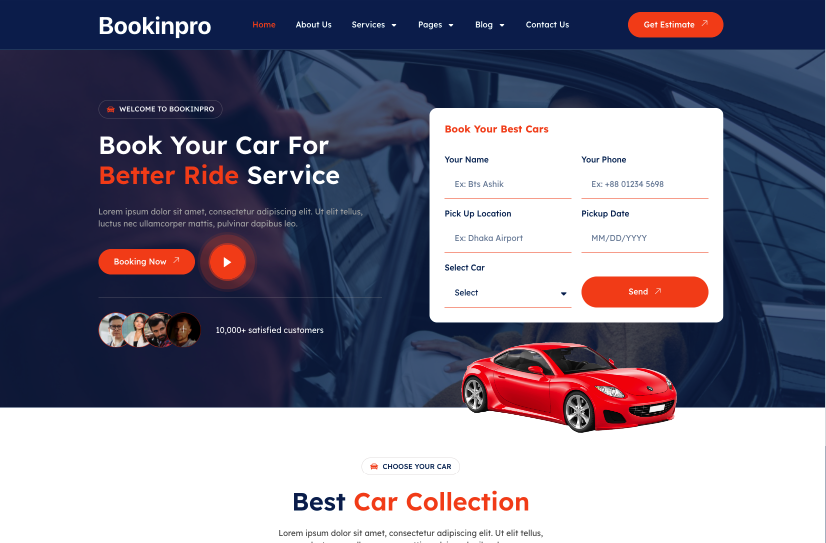 Bookinpro
Home About Us Services Pages Blog Contact Us
Get Estimate
WELCOME TO BOOKINPRO
Book Your Car For
Better Ride Service
Lorem ipsum dolor sit amet, consectetur adipiscing elit. Ut elit tellus,
luctus nec ullamcorper mattis, pulvinar dapibus leo.
Booking Now
10,000+ satisfied customers
Book Your Best Cars
Your Name Your Phone
Ex: Bts Ashik Ex: +88 01234 5698
Pick Up Location Pickup Date
Ex: Dhaka Airport MM/DD/YYYY
Select Car
Select
Send
CHOOSE YOUR CAR
Best Car Collection
Lorem ipsum dolor sit amet, consectetur adipiscing elit. Ut elit tellus,